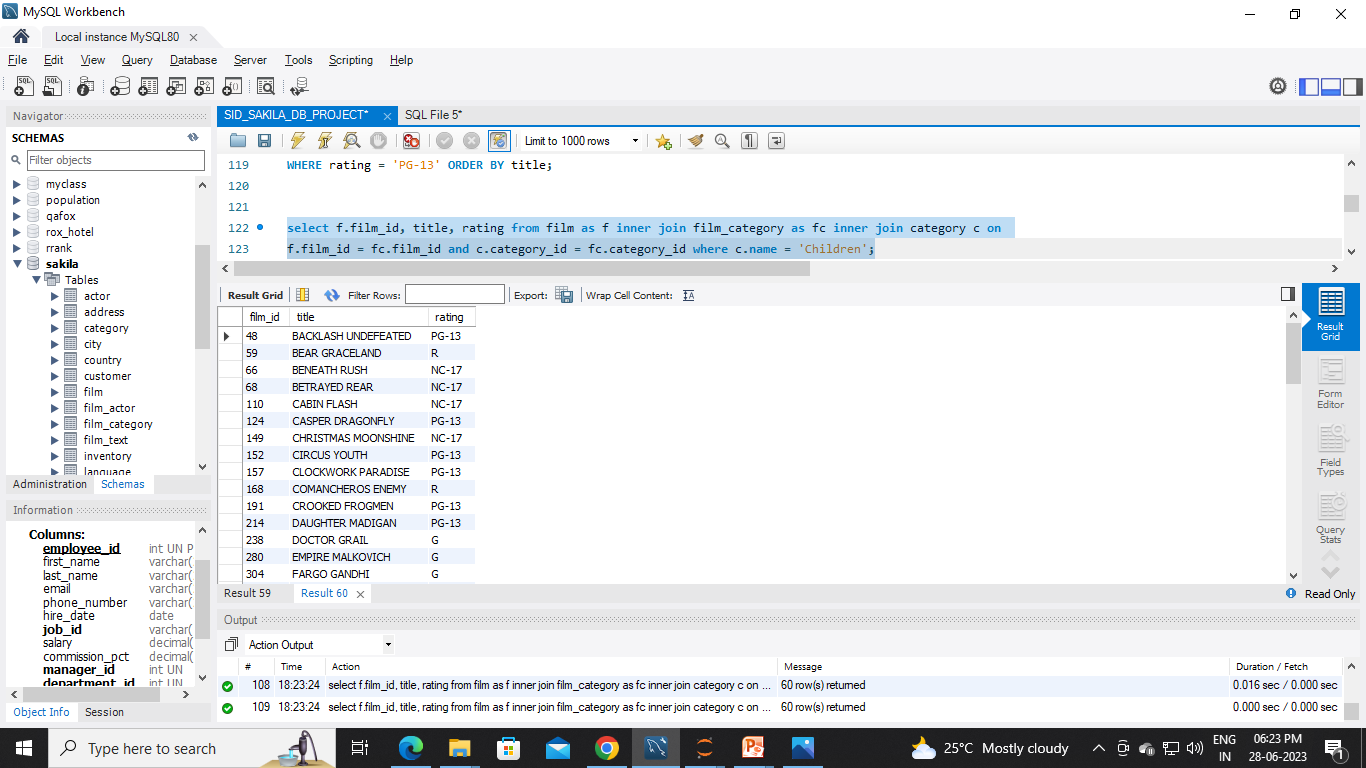 MySQL Workbench
Local instance MySQL80
File Edit View Query Database Server Tools Scripting Help
Navigator
SCHEMAS
Filter objects
myclass
population
qafox
rox_hotel
rrank
sakila
Tables
actor
address
category
city
country
customer
film
film_actor
film_category
film_text
inventory
language
Administration Schemas
Information
Columns:
employee_id int UN P
first_name varchar(
last_name varchar(
email varchar(
phone_number varchar(
hire_date date
job_id varchar(
salary decimal(
commission_pct decimal(
manager_id int UN
department_id int UN
Object Info Session
SID_SAKILA_DB_PROJECT* SQL File 5*
Limit to 1000 rows
119 WHERE rating = 'PG-13' ORDER BY title;
120
121
122 select f.film_id, title, rating from film as f inner join film_category as fc inner join category c on
123 f.film_id = fc.film_id and c.category_id = fc.category_id where c.name = 'Children';
Result Grid Filter Rows: Export: Wrap Cell Content:
film_id title rating
48 BACKLASH UNDEFEATED PG-13
59 BEAR GRACELAND R
66 BENEATH RUSH NC-17
68 BETRAYED REAR NC-17
110 CABIN FLASH NC-17
124 CASPER DRAGONFLY PG-13
149 CHRISTMAS MOONSHINE NC-17
152 CIRCUS YOUTH PG-13
157 CLOCKWORK PARADISE PG-13
168 COMANCHEROS ENEMY R
191 CROOKED FROGMEN PG-13
214 DAUGHTER MADIGAN PG-13
238 DOCTOR GRAIL G
280 EMPIRE MALKOVICH G
304 FARGO GANDHI G
Result Grid
Form Editor
Field Types
Query Stats
Result 59 Result 60 Read Only
Output
Action Output
# Time Action Message Duration / Fetch
108 18:23:24 select f.film_id, title, rating from film as f inner join film_category as fc inner join category c on ... 60 row(s) returned 0.016 sec / 0.000 sec
109 18:23:24 select f.film_id, title, rating from film as f inner join film_category as fc inner join category c on ... 60 row(s) returned 0.000 sec / 0.000 sec
Type here to search
25°C Mostly cloudy
ENG
IN
06:23 PM
28-06-2023
1